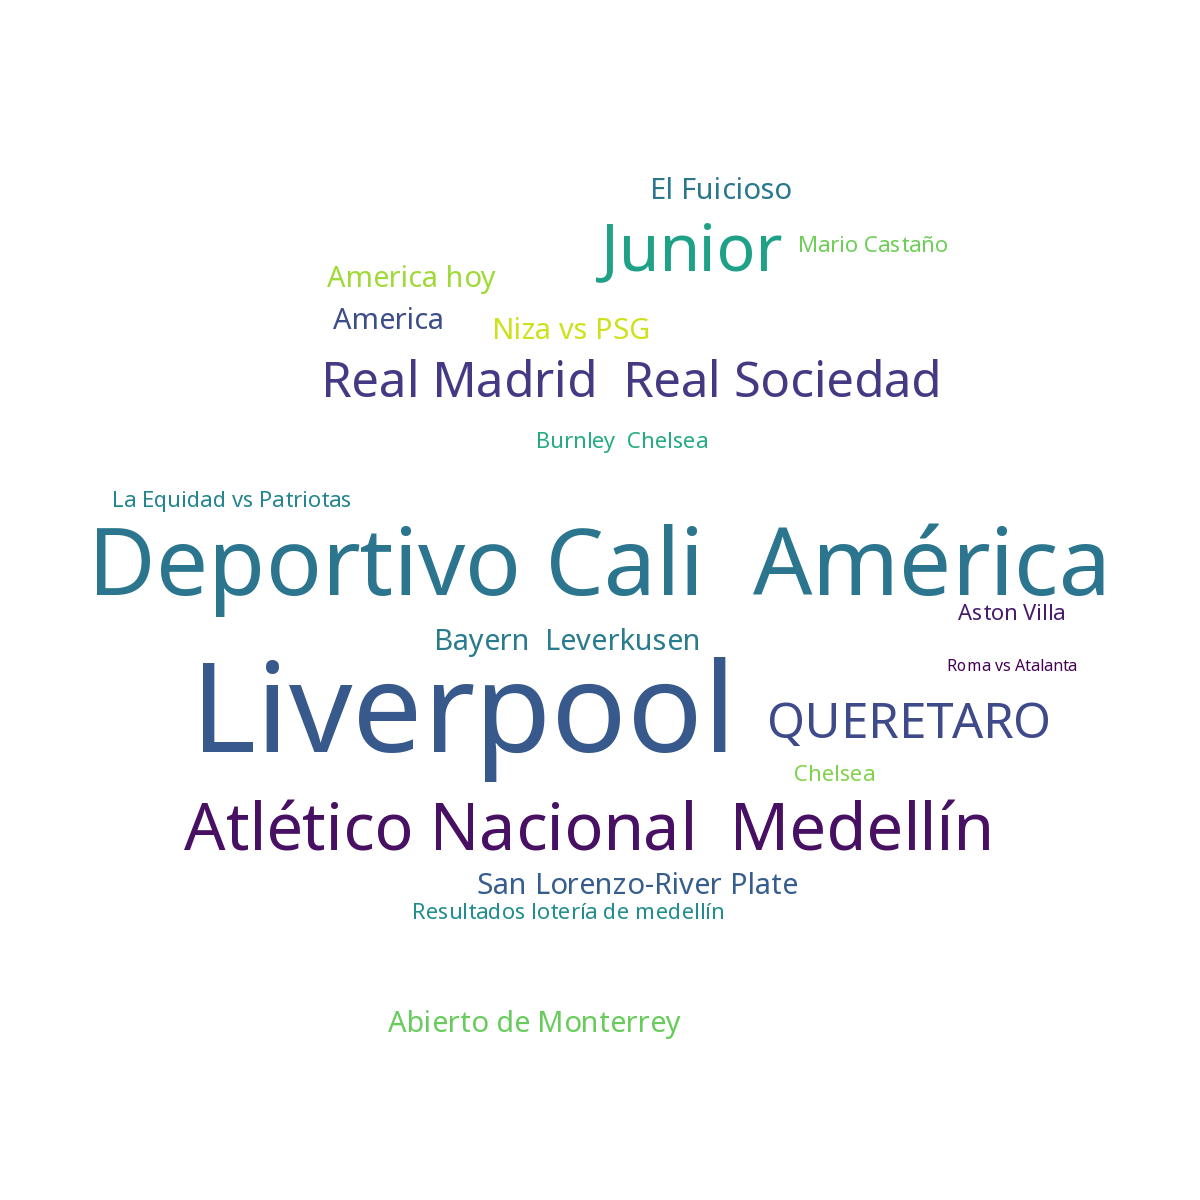 El Fuicioso
Junior
Mario Castaño
America hoy
America
Niza vs PSG
Real Madrid  Real Sociedad
Burnley  Chelsea
La Equidad vs Patriotas
Deportivo Cali  América
Aston Villa
Bayern  Leverkusen
Roma vs Atalanta
Liverpool
QUERETARO
Chelsea
Atlético Nacional  Medellín
San Lorenzo-River Plate
Resultados lotería de medellín
Abierto de Monterrey